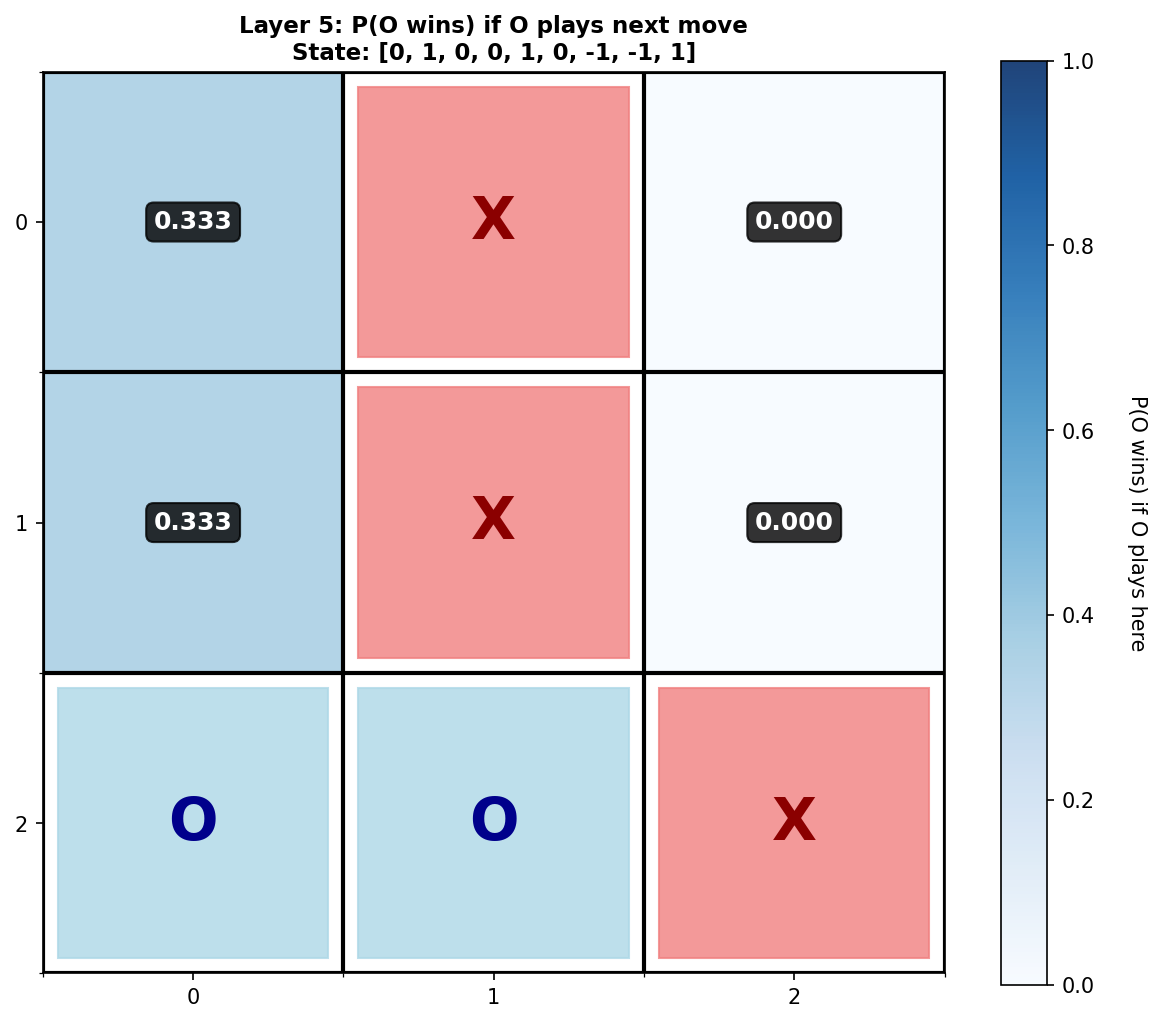 Layer 5: P(O wins) if O plays next move
State: [0, 1, 0, 0, 1, 0, -1, -1, 1]
0
0.333
X
0.000
1
0.333
X
0.000
2
O
O
X
0
1
2
1.0
0.8
0.6
0.4
0.2
0.0
P(O wins) if O plays here